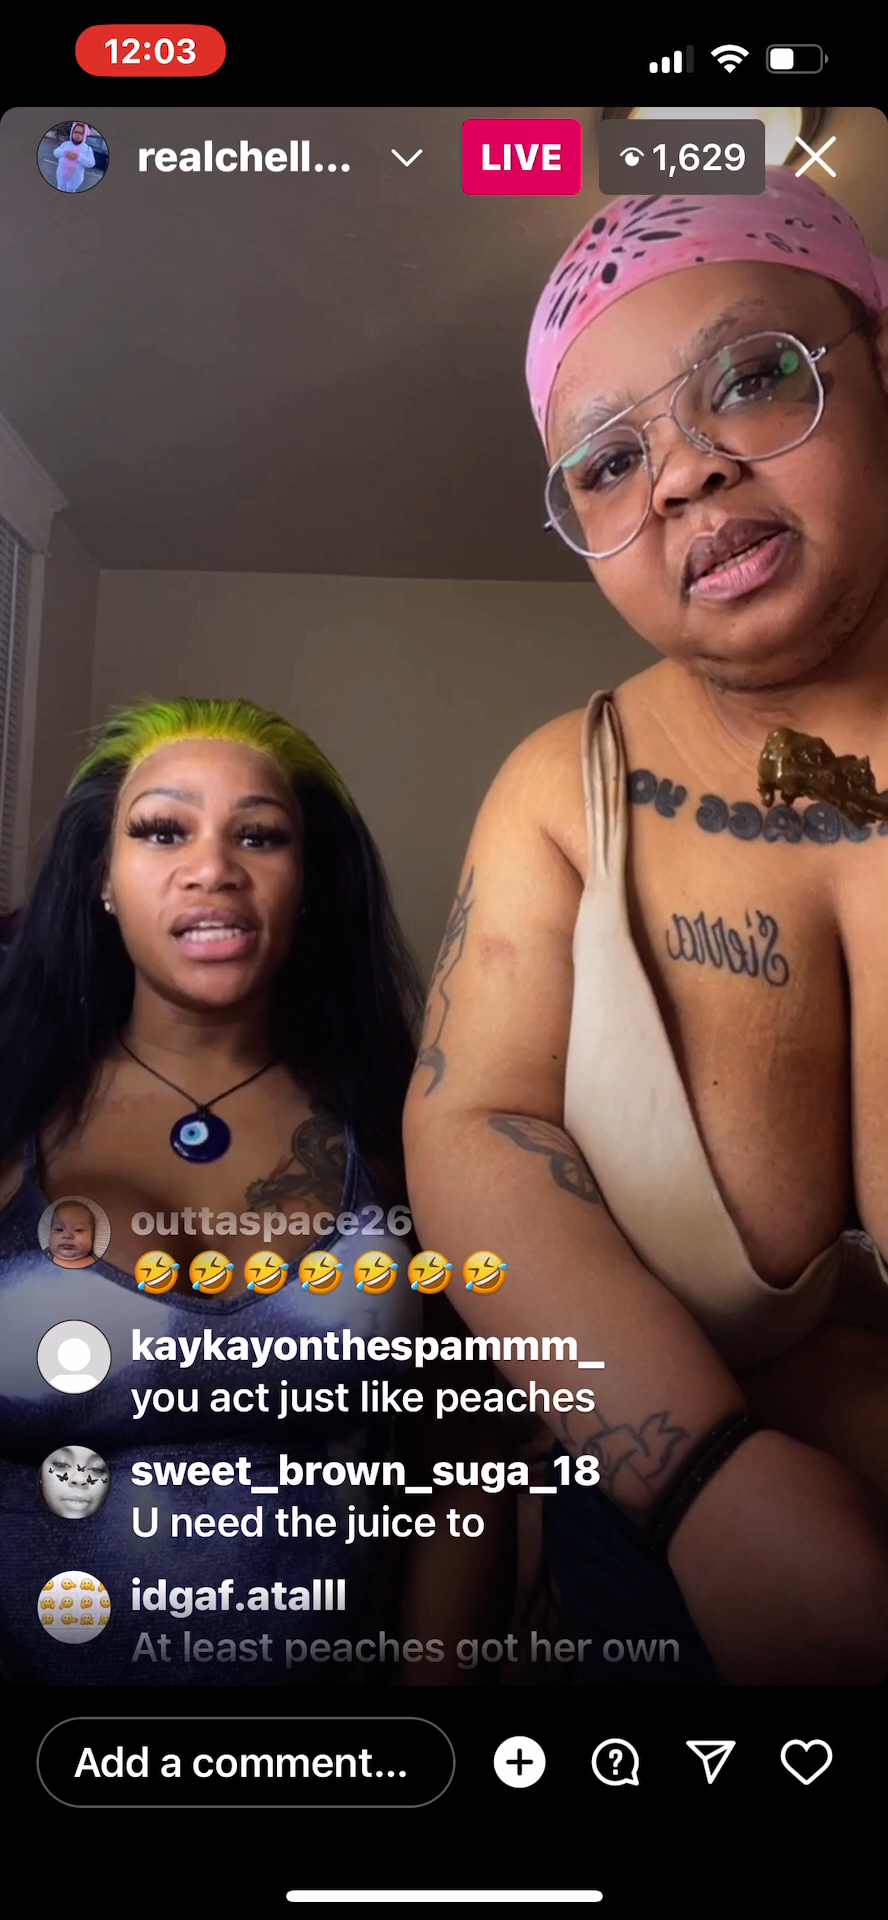 12:03
realchell...
LIVE
1,629
Sierra
outtaspace26
🤣🤣🤣🤣🤣🤣🤣
kaykayonthespammm_
you act just like peaches
sweet_brown_suga_18
U need the juice to
idgaf.atalll
At least peaches got her own
Add a comment...